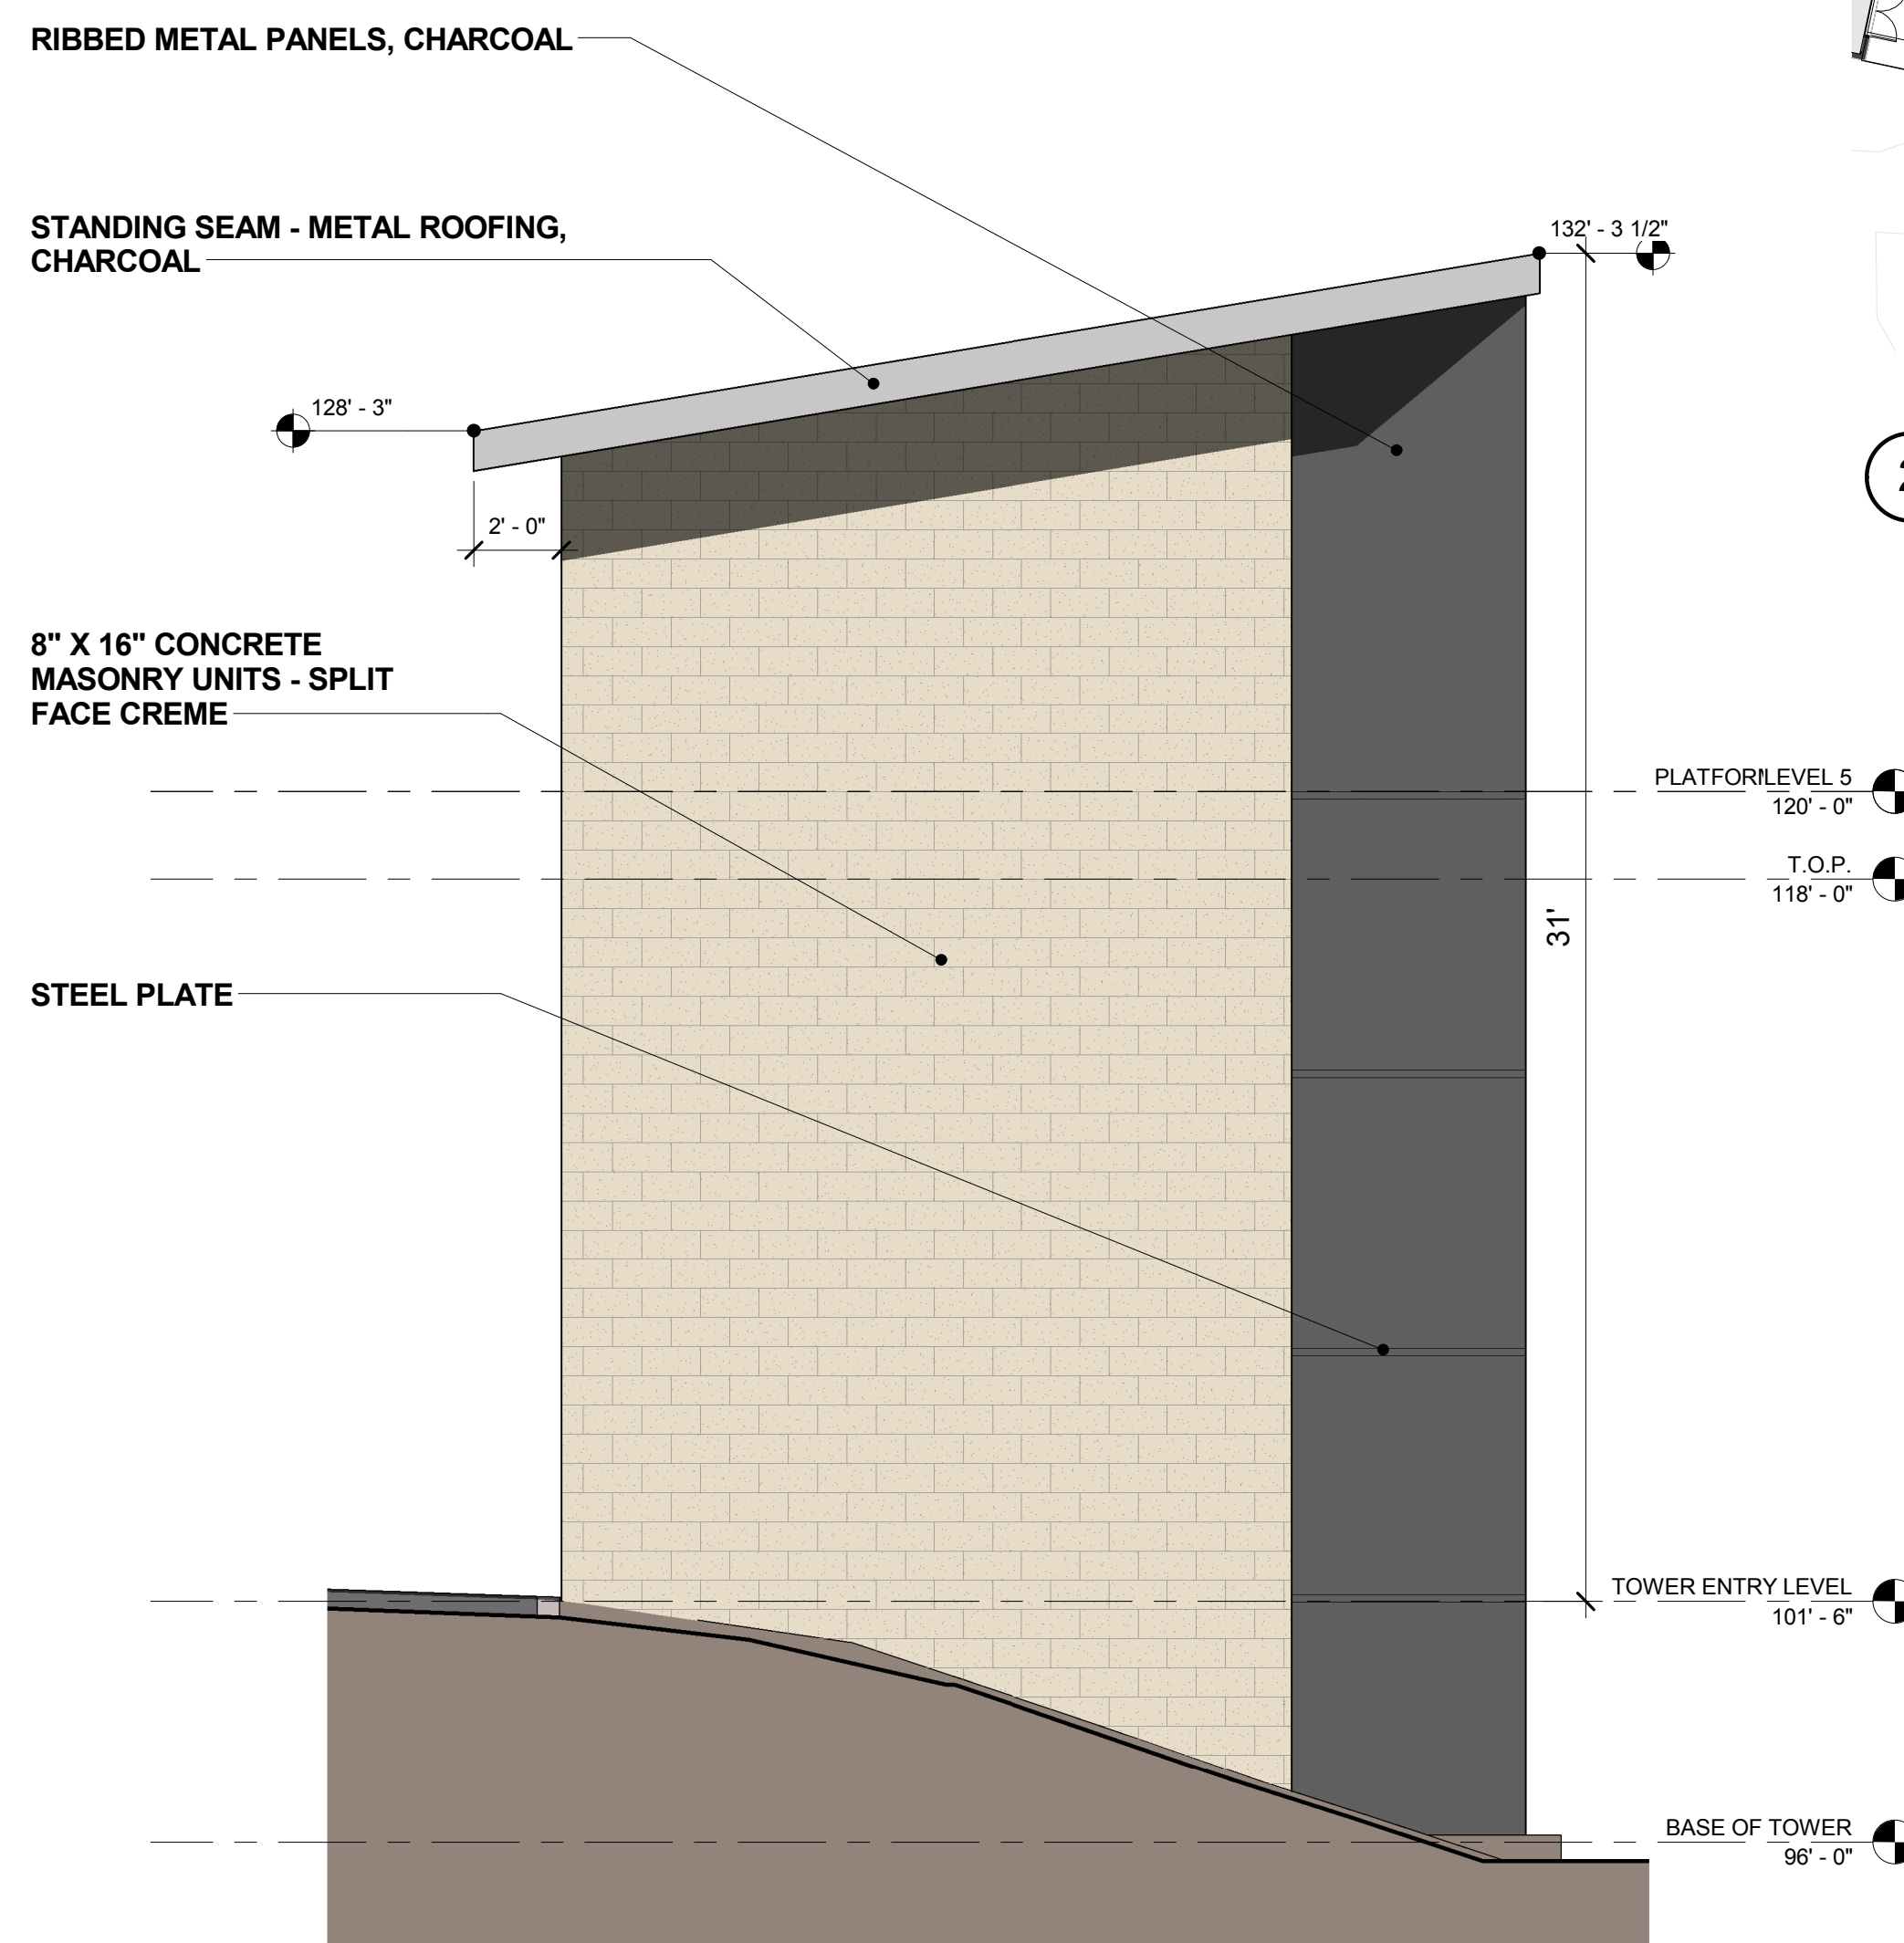 RIBBED METAL PANELS, CHARCOAL
STANDING SEAM - METAL ROOFING,
CHARCOAL
132' - 3 1/2"
128' - 3"
2' - 0"
8" X 16" CONCRETE
MASONRY UNITS - SPLIT
FACE CREME
LEVEL 5
120' - 0"
T.O.P.
118' - 0"
31'
STEEL PLATE
TOWER ENTRY LEVEL
101' - 6"
BASE OF TOWER
96' - 0"